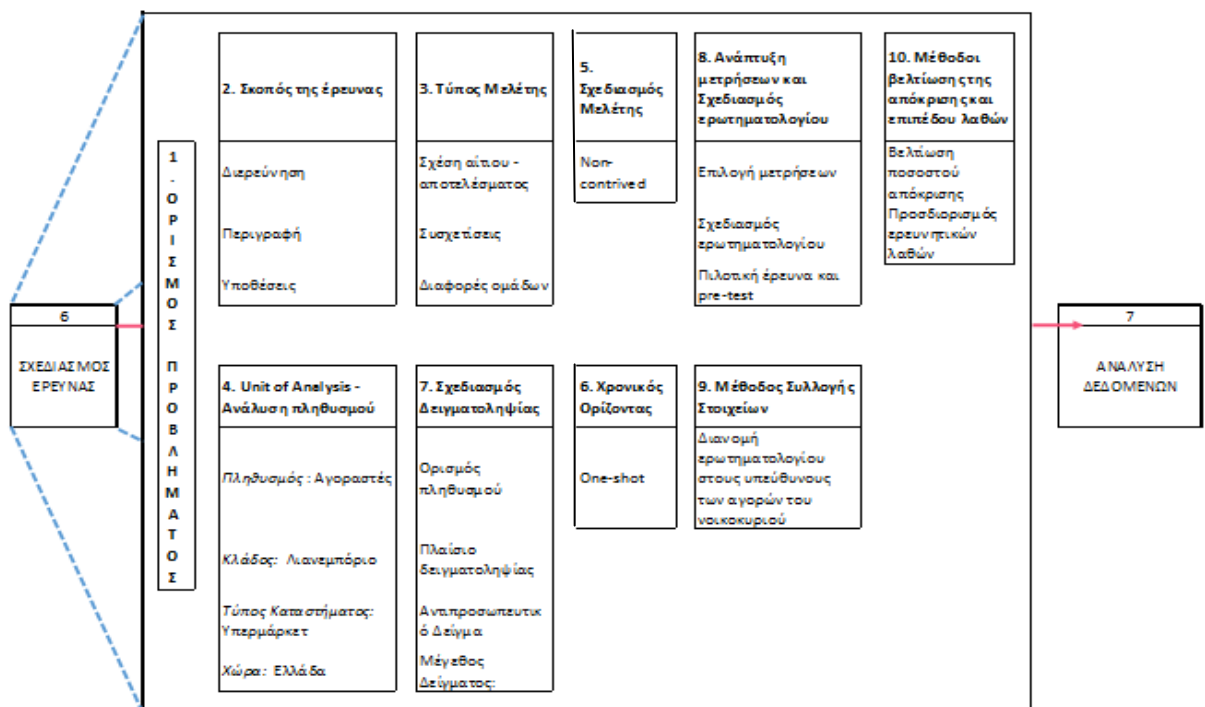 6
ΣΧΕΔΙΑΣΜΟΣ
ΕΡΕΥΝΑΣ
1
.
Ο
Ρ
Ι
Σ
Μ
Ο
Σ
Π
Ρ
Ο
Β
Λ
Η
Μ
Α
Τ
Ο
Σ
2. Σκοπός της έρευνας
Διερεύνηση
Περιγραφή
Υποθέσεις
3. Τύπος Μελέτης
Σχέση αίτιου -
αποτελέσματος
Συσχετίσεις
Διαφορές ομάδων
5.
Σχεδιασμός
Μελέτης
Non-
contrived
8. Ανάπτυξη
μετρήσεων και
Σχεδιασμός
ερωτηματολογίου
Επιλογή μετρήσεων
Σχεδιασμός
ερωτηματολογίου
Πιλοτική έρευνα και
pre-test
10. Μέθοδοι
βελτίωσης της
απόκρισης και
επιπέδου λαθών
Βελτίωση
ποσοστού
απόκρισης
Προσδιορισμός
ερευνητικών
λαθών
4. Unit of Analysis -
Ανάλυση πληθυσμού
Πληθυσμός : Αγοραστές
Κλάδος: Λιανεμπόριο
Τύπος Καταστήματος:
Υπερμάρκετ
Χώρα: Ελλάδα
7. Σχεδιασμός
Δειγματοληψίας
Ορισμός
πληθυσμού
Πλαίσιο
δειγματοληψίας
Αντιπροσωπευτικ
ό Δείγμα
Μέγεθος
Δείγματος:
6. Χρονικός
Ορίζοντας
One-shot
9. Μέθοδος Συλλογής
Στοιχείων
Διανομή
ερωτηματολογίου
στους υπεύθυνους
των αγορών του
νοικοκυριού
7
ΑΝΑΛΥΣΗ
ΔΕΔΟΜΕΝΩΝ